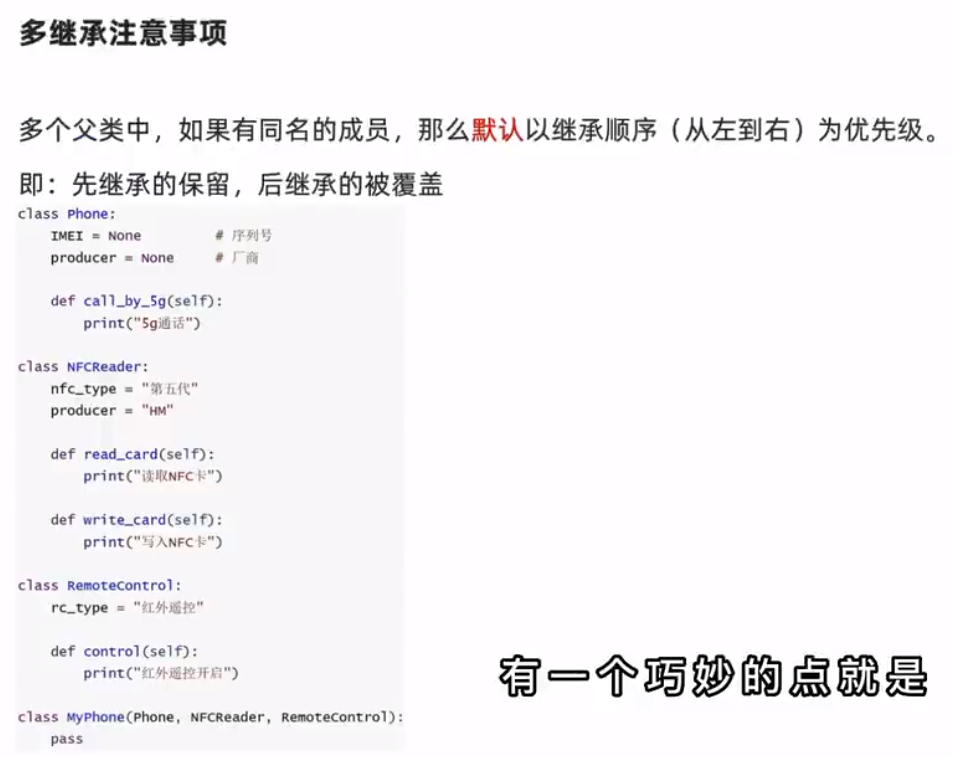 多继承注意事项
多个父类中，如果有同名的成员，那么默认以继承顺序（从左到右）为优先级。
即：先继承的保留，后继承的被覆盖
class Phone:
    IMEI = None         # 序列号
    producer = None     # 厂商
    def call_by_5g(self):
        print("5g通话")
class NFCReader:
    nfc_type = "第五代"
    producer = "HM"
    def read_card(self):
        print("读取NFC卡")
    def write_card(self):
        print("写入NFC卡")
class RemoteControl:
    rc_type = "红外遥控"
    def control(self):
        print("红外遥控开启")
class MyPhone(Phone, NFCReader, RemoteControl):
    pass
有一个巧妙的点就是